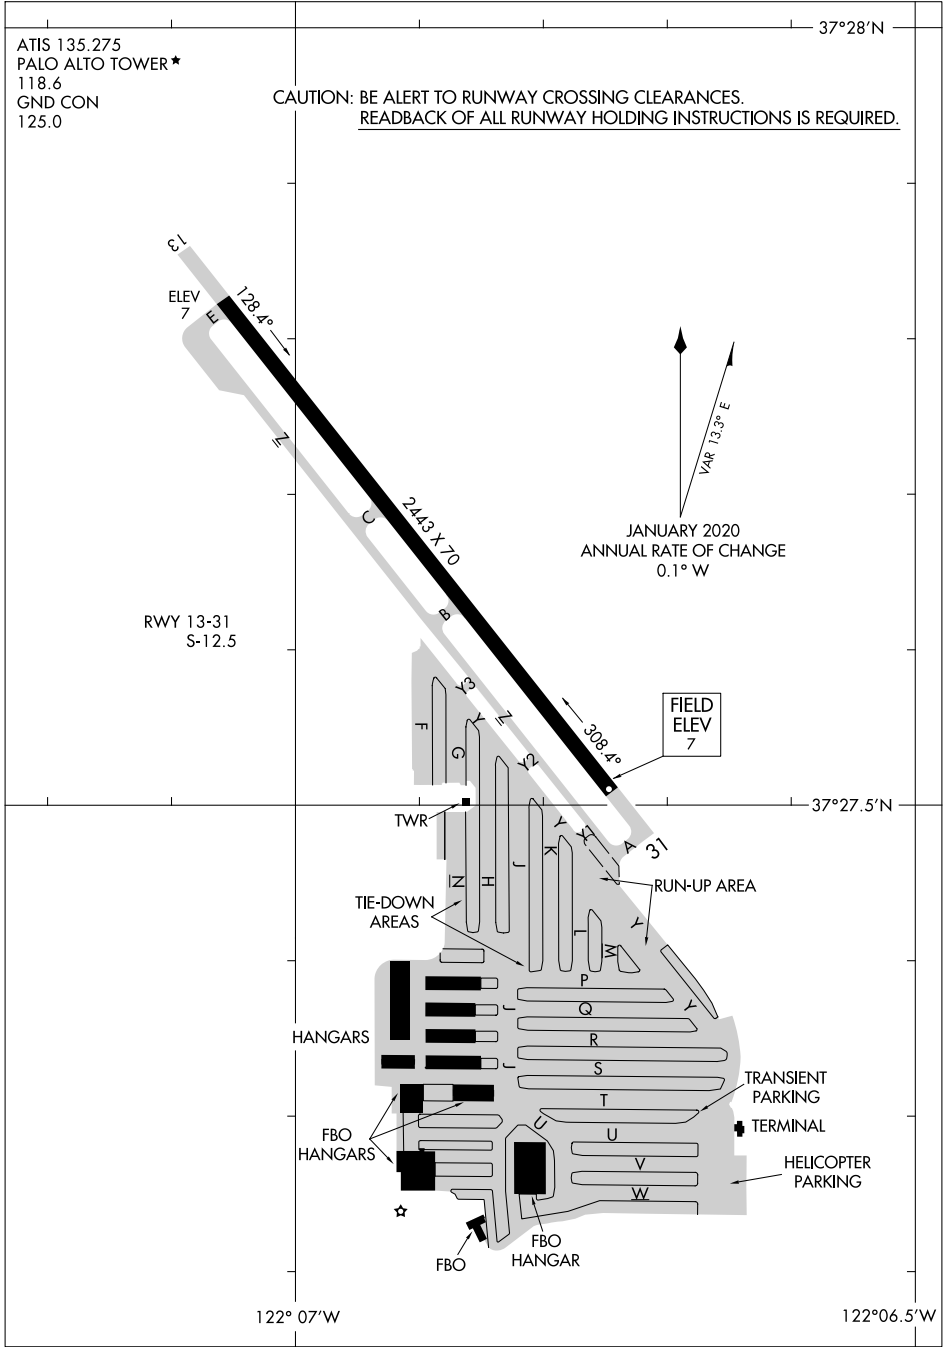 37°28'N
ATIS 135.275
PALO ALTO TOWER★
118.6
GND CON
125.0
CAUTION: BE ALERT TO RUNWAY CROSSING CLEARANCES.
READBACK OF ALL RUNWAY HOLDING INSTRUCTIONS IS REQUIRED.
13
ELEV
7
E
128.4°
VAR 13.3° E
Z
C
2443 X 70
JANUARY 2020
ANNUAL RATE OF CHANGE
0.1° W
B
RWY 13-31
S-12.5
Y3
F
Y
Z
G
308.4°
FIELD
ELEV
7
Y2
37°27.5'N
TWR
Y
Y1
A
31
K
J
N
H
RUN-UP AREA
TIE-DOWN
AREAS
Y
L
M
P
J
Q
Y
HANGARS
R
J
S
TRANSIENT
PARKING
T
TERMINAL
FBO
HANGARS
U
U
V
HELICOPTER
PARKING
W
FBO
HANGAR
FBO
122° 07'W
122°06.5'W